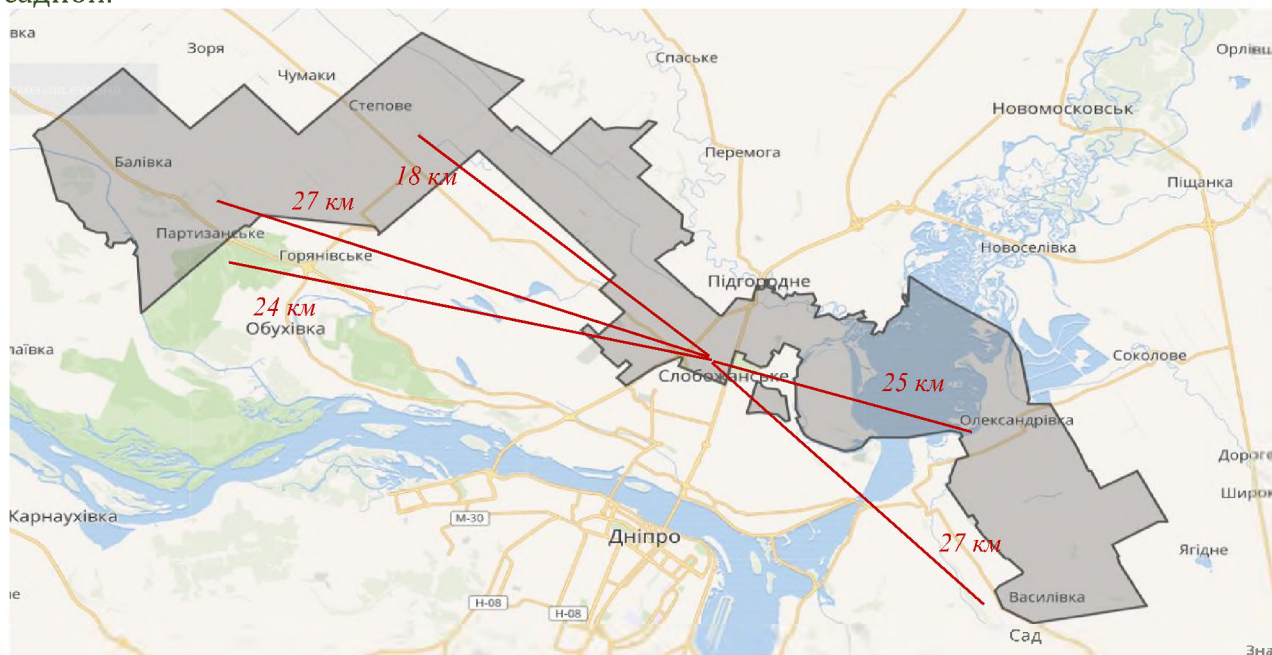 садиби.
вка
Зоря
Спаське
Орлівщ
Чумаки
Степове
Новомосковськ
Балівка
Перемога
18 км
Піщанка
27 км
Партизанське
Новоселівка
Горянівське
Підгородне
24 км
Обухівка
лаївка
Соколове
Слобожанське
25 км
Олександрівка
Дороге
Широк
Карнаухівка
М-30
Дніпро
27 км
Ягідне
не
Н-08
Н-08
Василівка
Сад
Зна